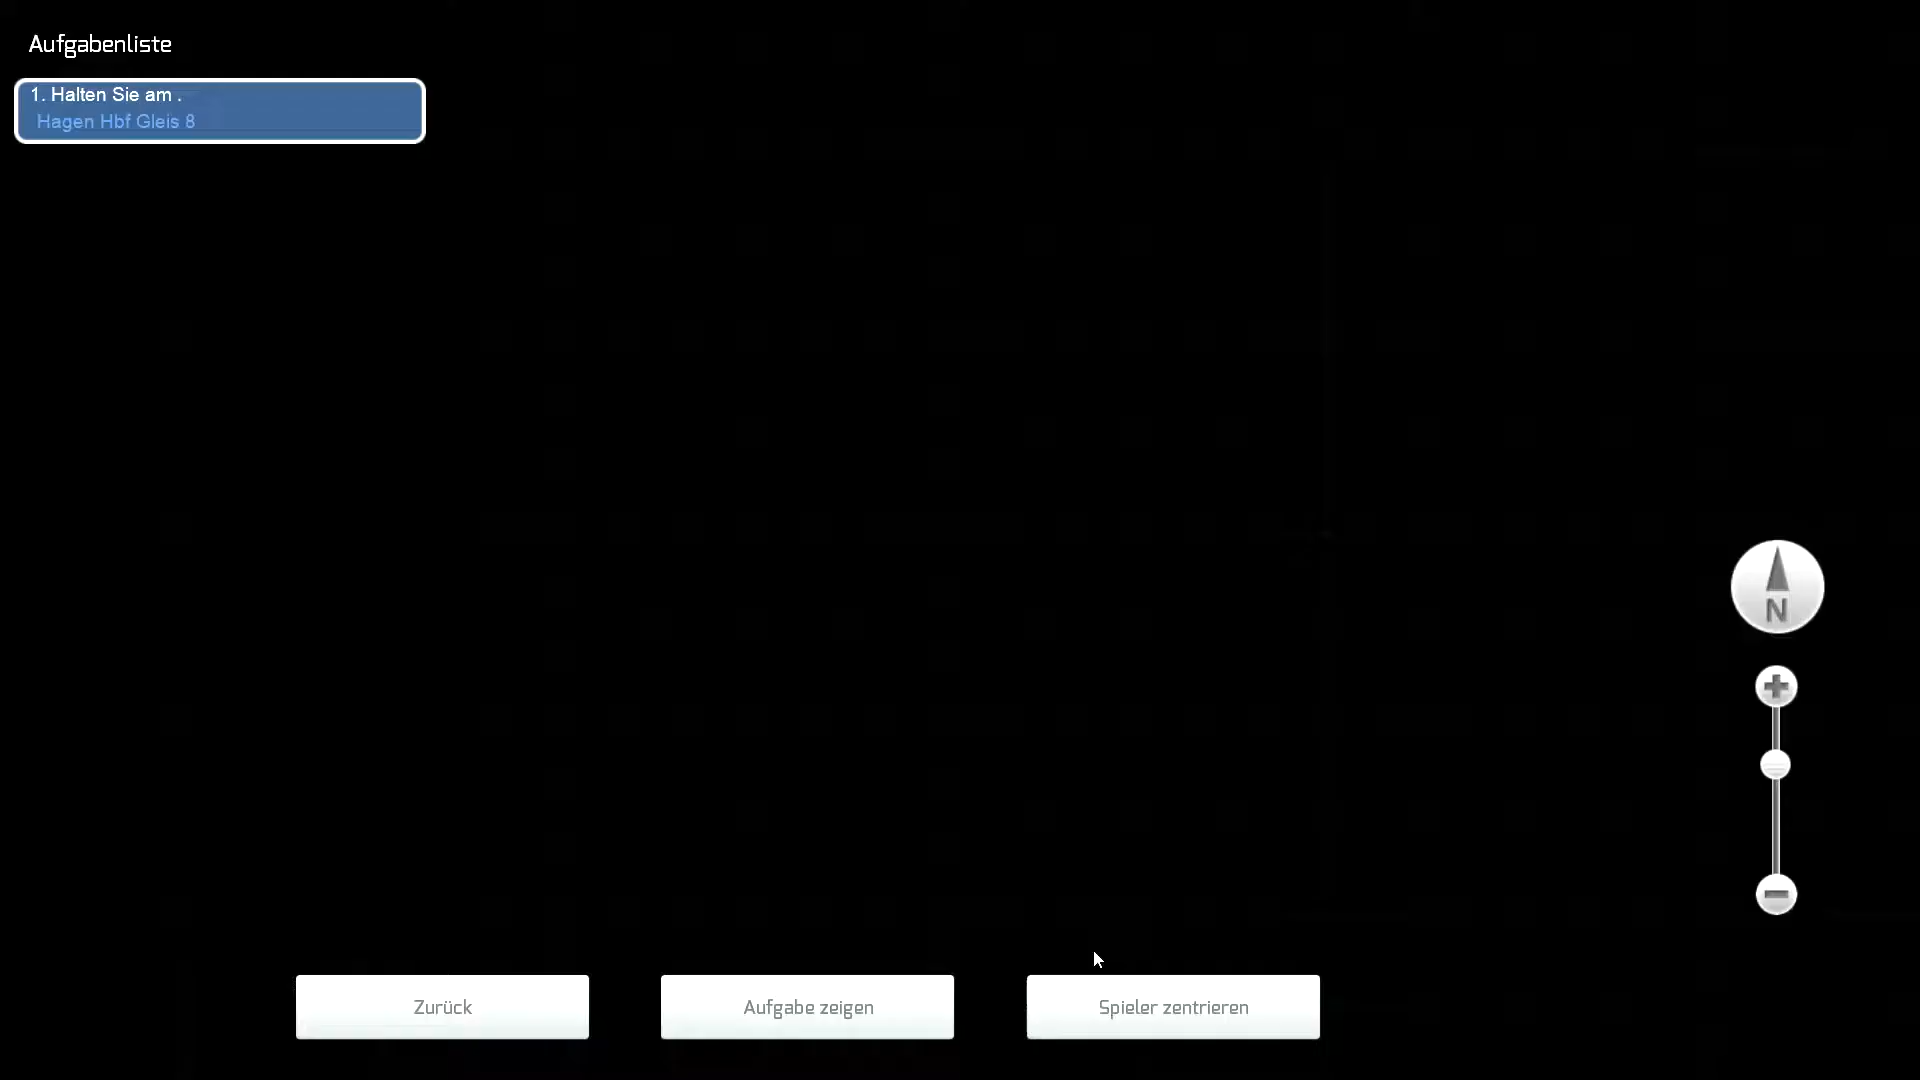 Aufgabenliste
1. Halten Sie am .
Hagen Hbf Gleis 8
N
Zurück
Aufgabe zeigen
Spieler zentrieren